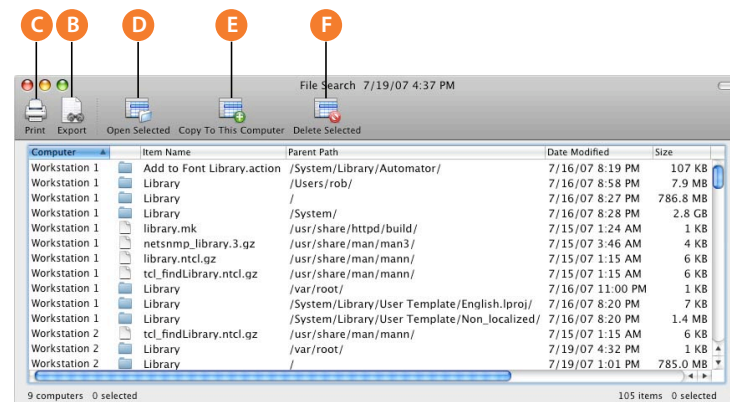 C B D E F
File Search 7/19/07 4:37 PM
Print Export Open Selected Copy To This Computer Delete Selected
Computer Item Name Parent Path Date Modified Size
Workstation 1 Add to Font Library.action /System/Library/Automator/ 7/16/07 8:19 PM 107 KB
Workstation 1 Library /Users/rob/ 7/16/07 8:58 PM 7.9 MB
Workstation 1 Library / 7/16/07 8:27 PM 786.8 MB
Workstation 1 Library /System/ 7/16/07 8:28 PM 2.8 GB
Workstation 1 library.mk /usr/share/httpd/build/ 7/15/07 1:24 AM 1 KB
Workstation 1 netsnmp_library.3.gz /usr/share/man/man3/ 7/15/07 3:46 AM 4 KB
Workstation 1 library.ntcl.gz /usr/share/man/mann/ 7/15/07 1:15 AM 6 KB
Workstation 1 tcl_findLibrary.ntcl.gz /usr/share/man/mann/ 7/15/07 1:15 AM 6 KB
Workstation 1 Library /var/root/ 7/16/07 11:00 PM 1 KB
Workstation 1 Library /System/Library/User Template/English.lproj/ 7/16/07 8:20 PM 7 KB
Workstation 1 Library /System/Library/User Template/Non_localized/ 7/16/07 8:20 PM 1.4 MB
Workstation 2 tcl_findLibrary.ntcl.gz /usr/share/man/mann/ 7/15/07 1:15 AM 6 KB
Workstation 2 Library /var/root/ 7/19/07 4:32 PM 1 KB
Workstation 2 Library / 7/19/07 1:01 PM 785.0 MB
9 computers 0 selected 105 items 0 selected